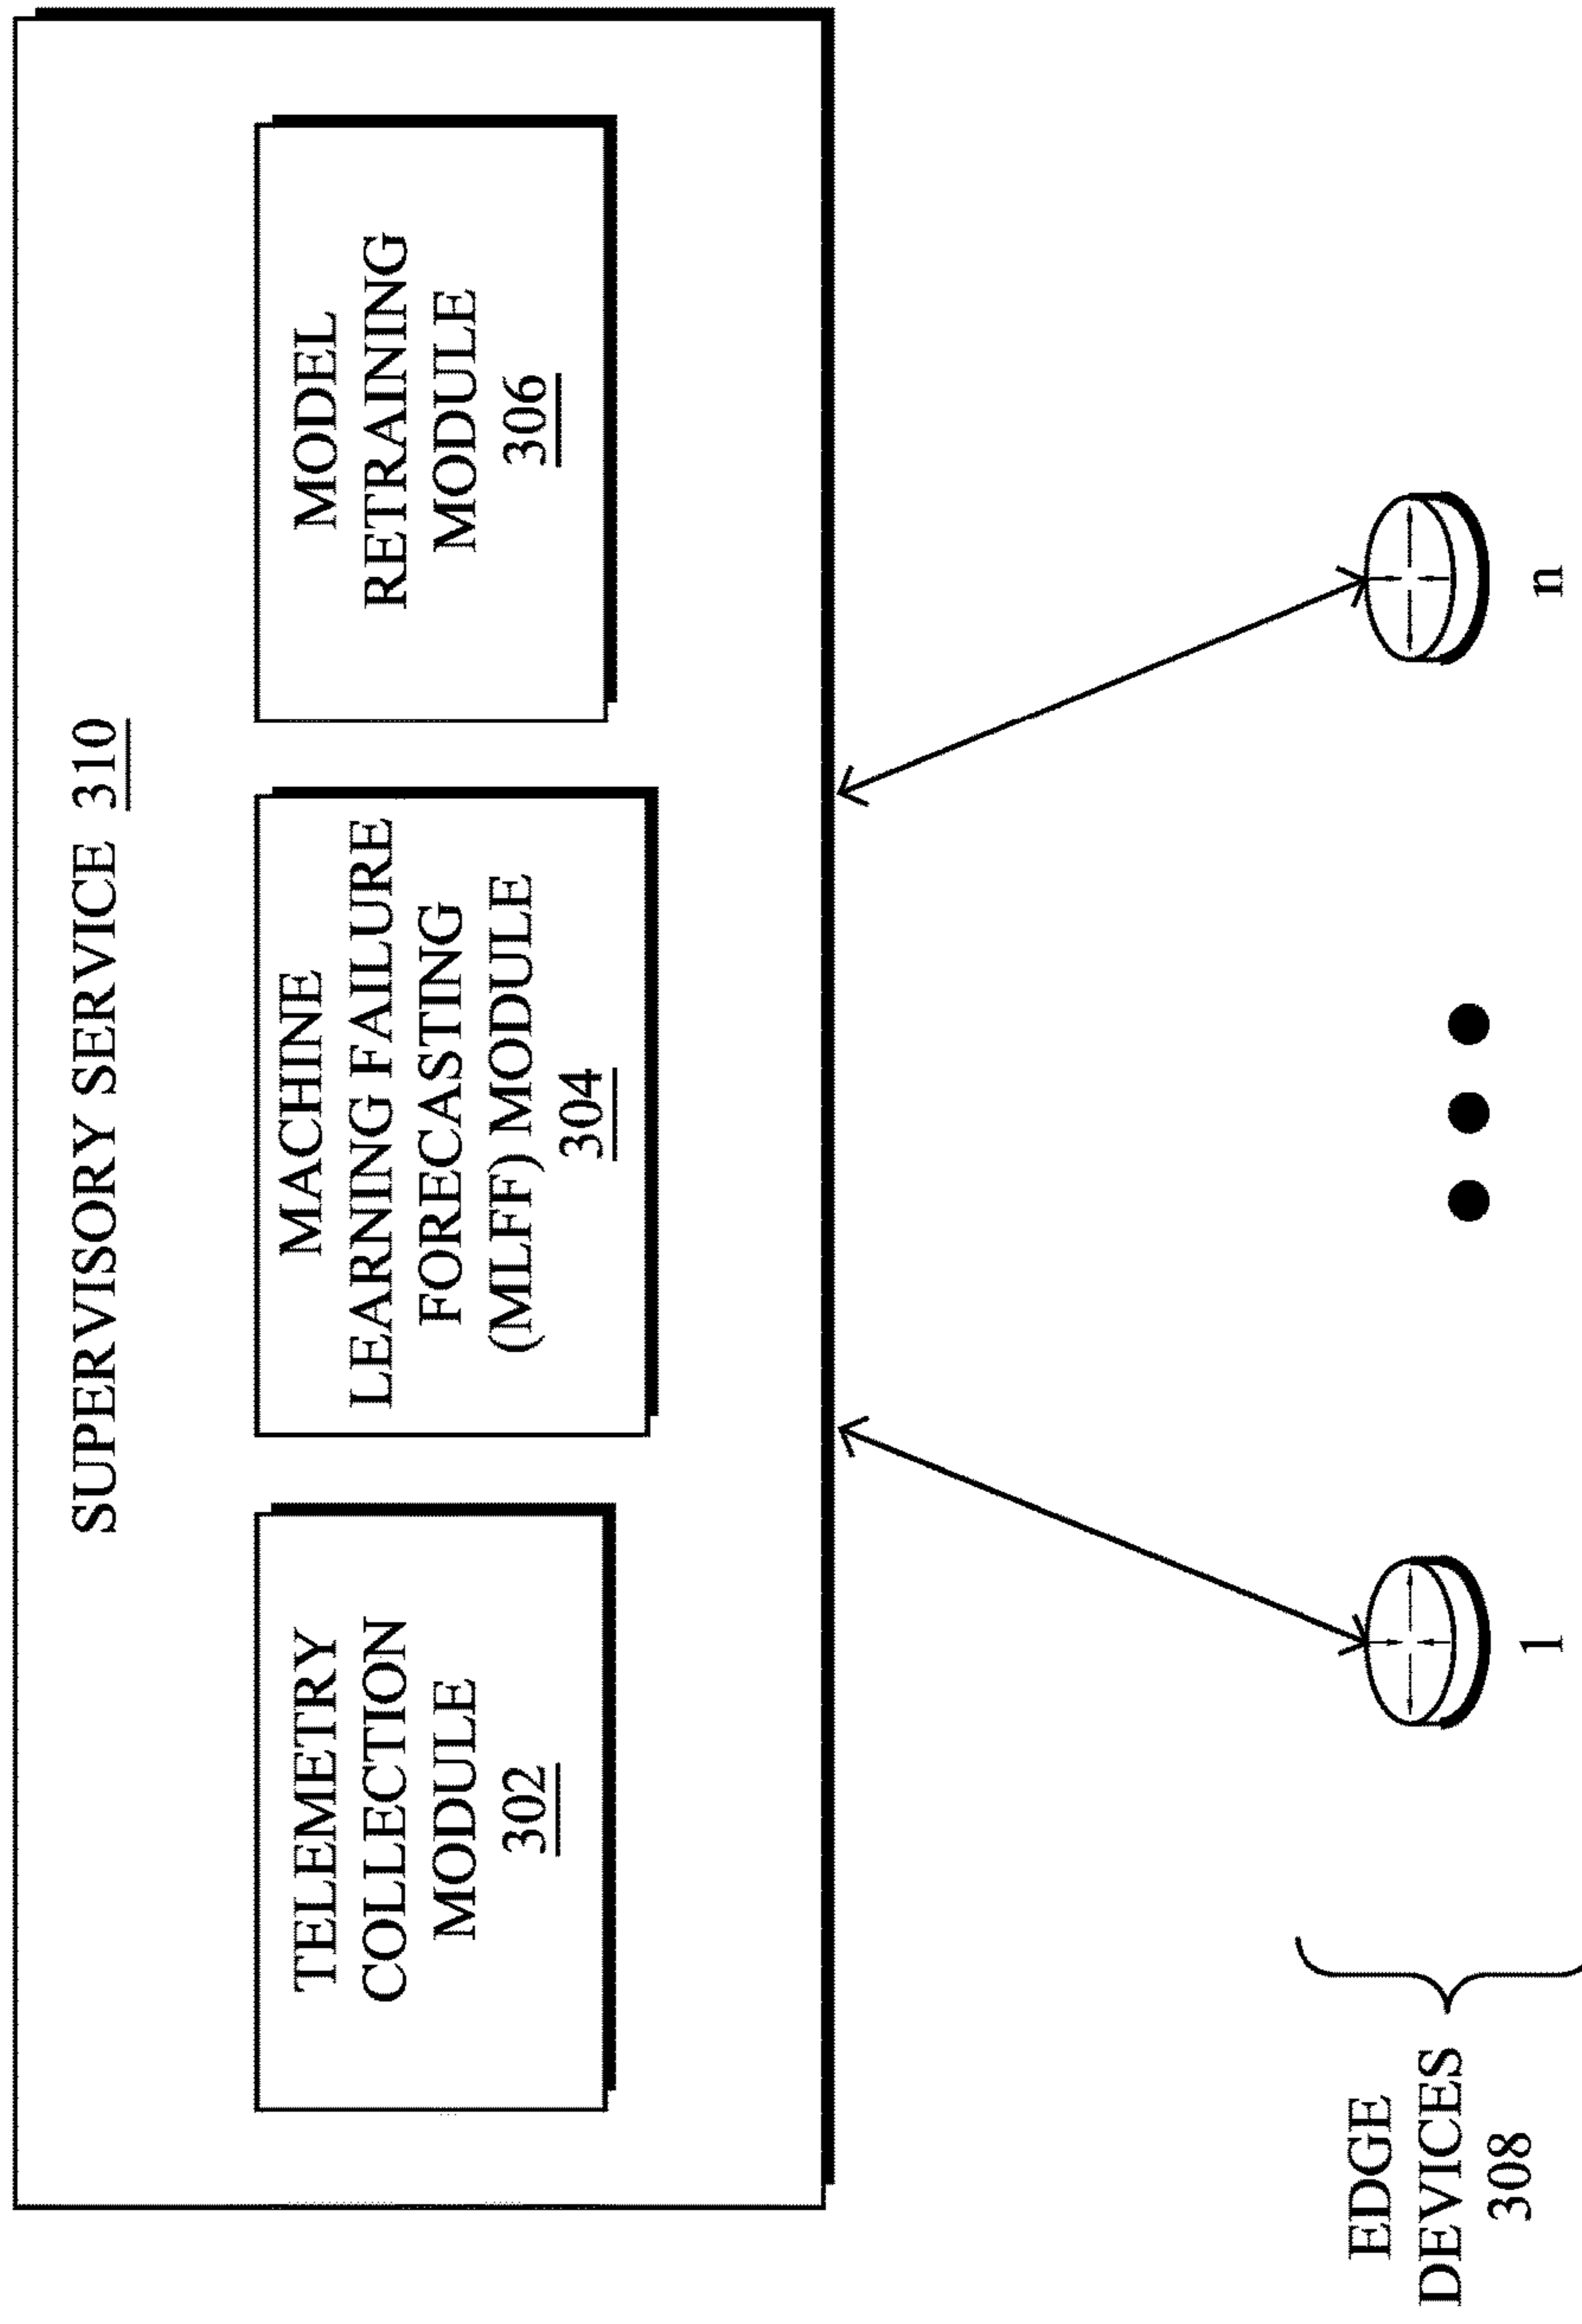 SUPERVISORY SERVICE 310
TELEMETRY
COLLECTION
MODULE
302
MACHINE
LEARNING FAILURE
FORECASTING
(MLFF) MODULE
304
MODEL
RETRAINING
MODULE
306
EDGE
DEVICES
308
1
n